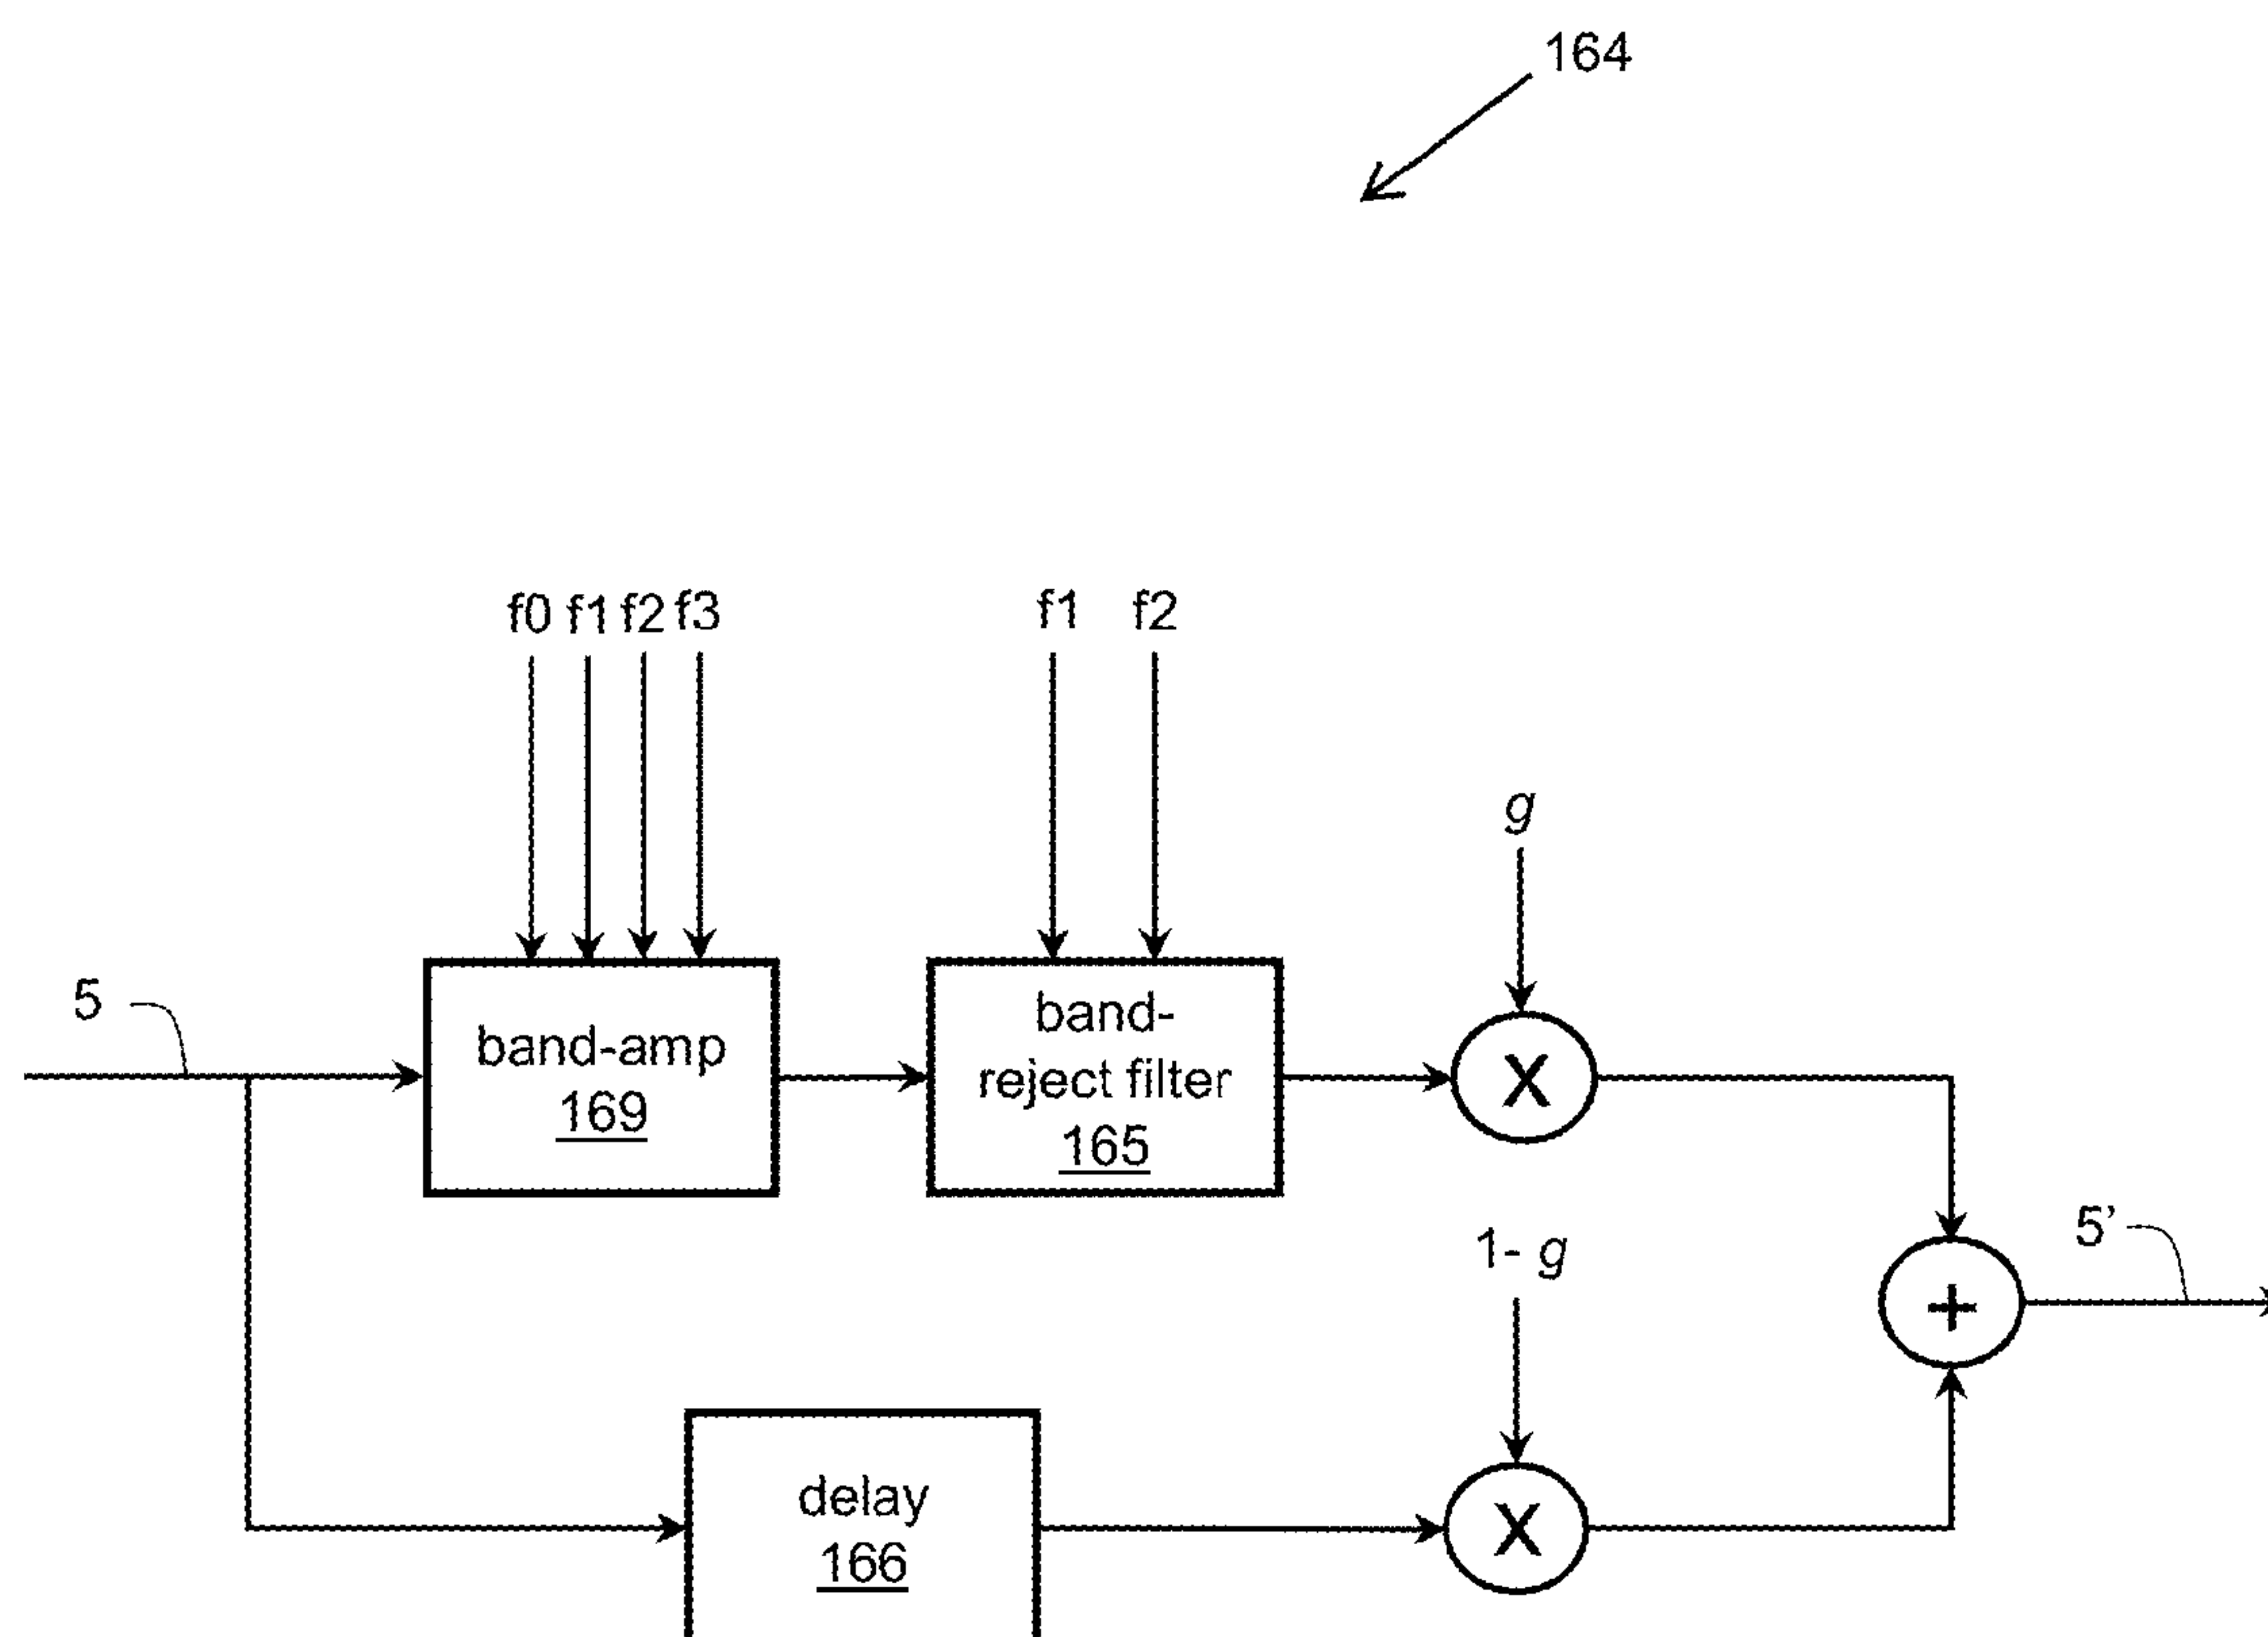 164
f0 f1 f2 f3
f1 f2
g
5
band-amp
169
band-
reject filter
165
X
1- g
5’
+
delay
166
X